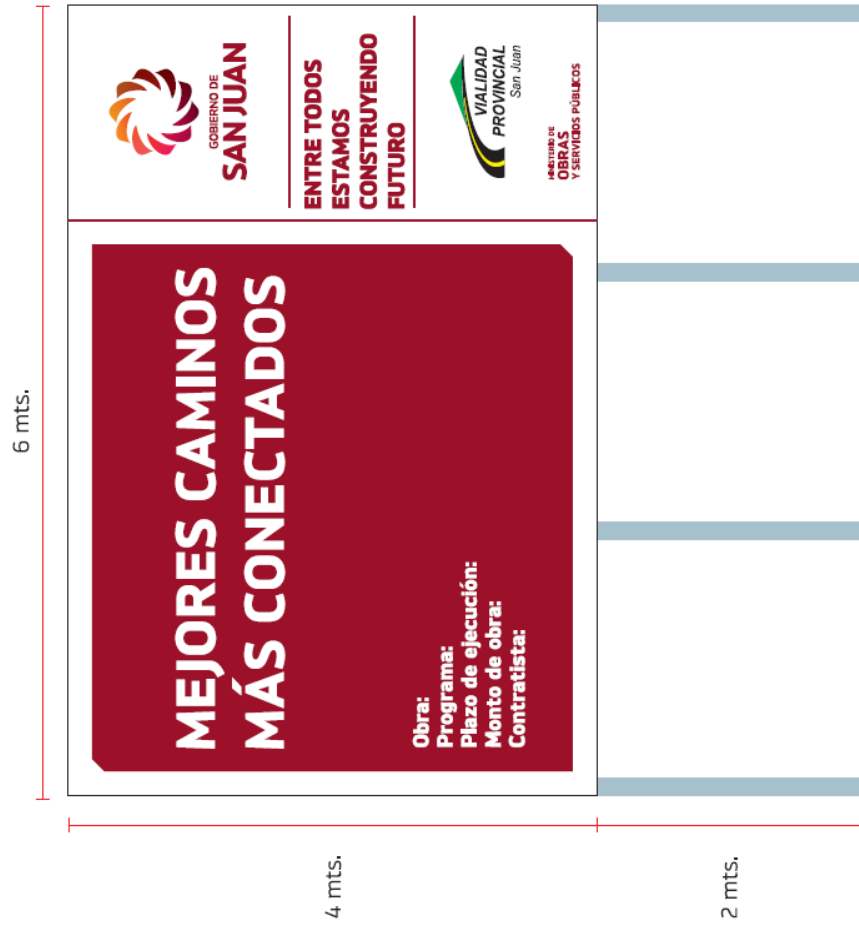 6 mts.
MEJORES CAMINOS
MÁS CONECTADOS
Obra:
Programa:
Plazo de ejecución:
Monto de obra:
Contratista:
GOBIERNO DE
SAN JUAN
ENTRE TODOS
ESTAMOS
CONSTRUYENDO
FUTURO
VIALIDAD
PROVINCIAL
San Juan
MINISTERIO DE
OBRAS
Y SERVICIOS PÚBLICOS
4 mts.
2 mts.